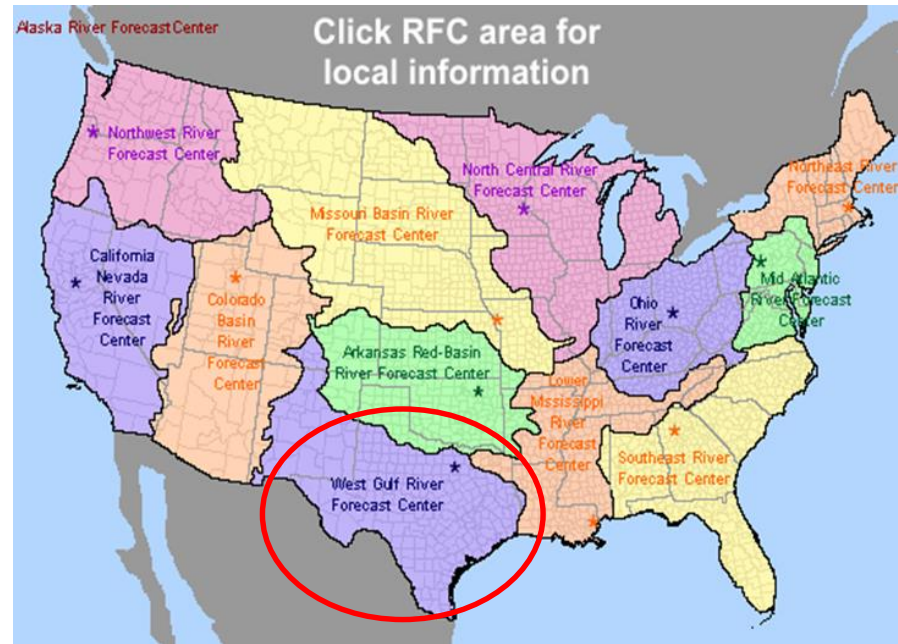 Alaska River Forecast Center
Click RFC area for
local information
Northwest River
Forecast Center
North Central River
Forecast Center
Northeast River
Forecast Center
Missouri Basin River
Forecast Center
California
Nevada
River
Forecast
Center
Colorado
Basin
River
Forecast
Center
Ohio
River
Forecast
Center
Mid Atlantic
River Forecast
Center
Arkansas Red-Basin
River Forecast Center
Lower
Mssissippi
River
Forecast
Center
Southeast River
Forecast Center
West Gulf River
Forecast Center